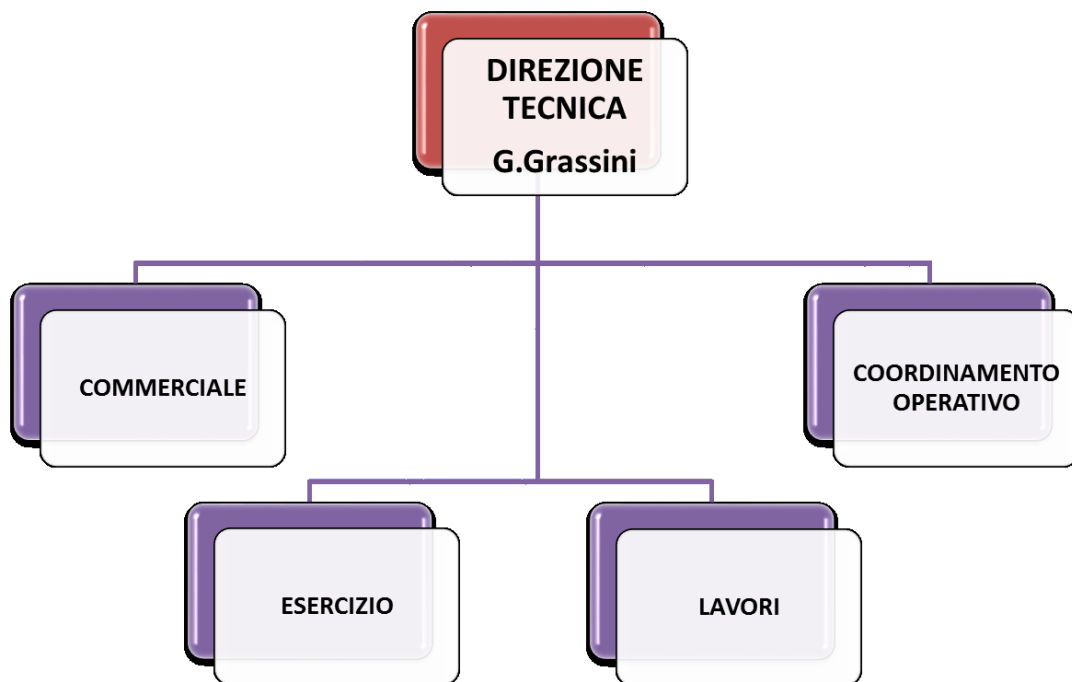 DIREZIONE
TECNICA
G.Grassini
COMMERCIALE
COORDINAMENTO
OPERATIVO
ESERCIZIO
LAVORI